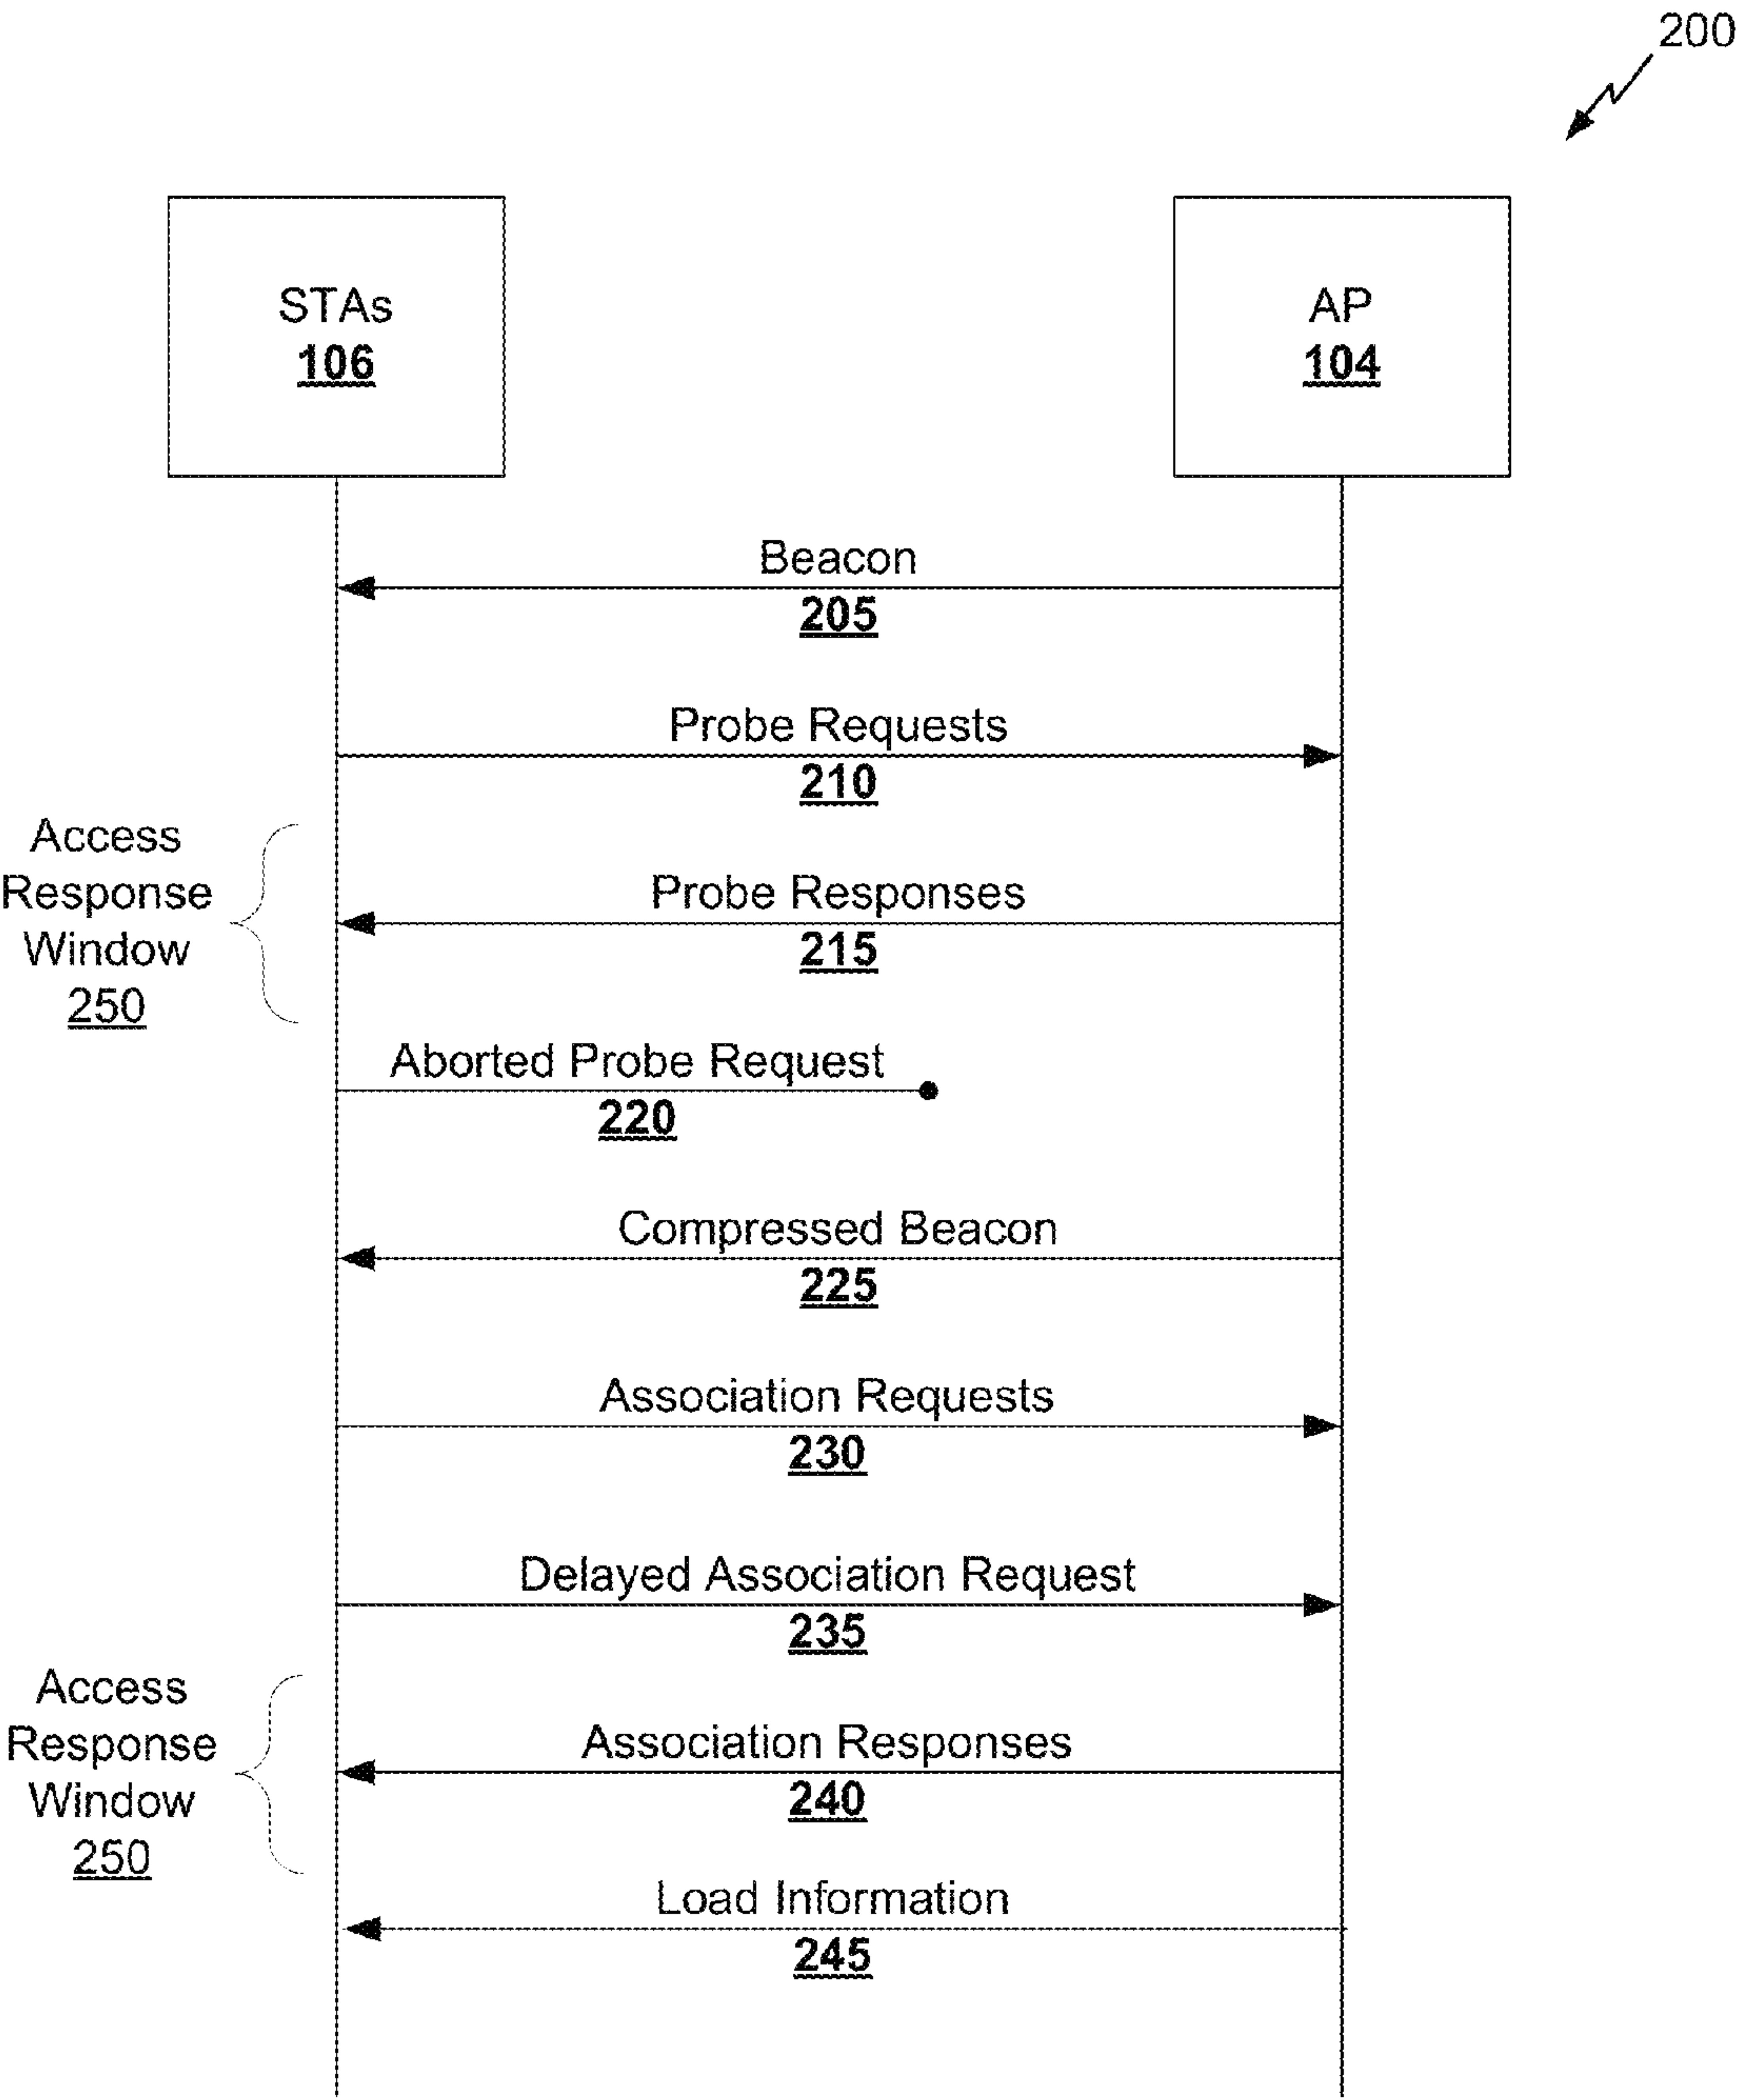 200
STAs
106
AP
104
Beacon
205
Probe Requests
210
Access
Response
Window
250
Probe Responses
215
Aborted Probe Request
220
Compressed Beacon
225
Association Requests
230
Delayed Association Request
235
Access
Response
Window
250
Association Responses
240
Load Information
245